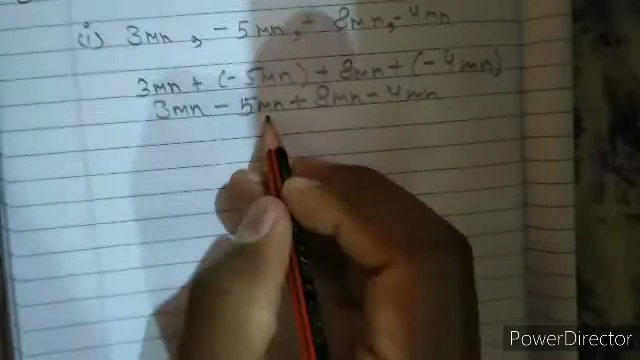 (i) 3mn, -5mn, -8mn, -4mn
3mn + (-5mn) + 8mn + (-4mn)
3mn - 5mn + 8mn - 4mn
PowerDirector